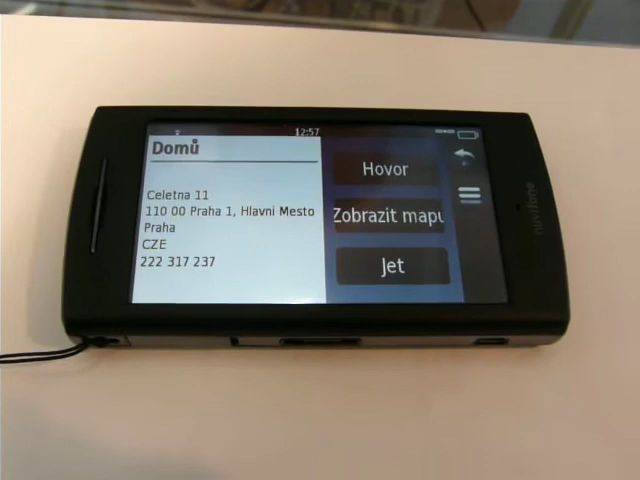 12:57
Domů
Celetna 11
110 00 Praha 1, Hlavni Mesto
Praha
CZE
222 317 237
Hovor
Zobrazit mapu
Jet
nuvifone